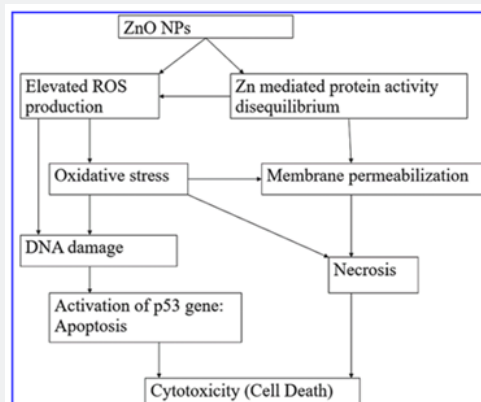 ZnO NPs
Elevated ROS
production
Zn mediated protein activity
disequilibrium
Oxidative stress
Membrane permeabilization
DNA damage
Necrosis
Activation of p53 gene:
Apoptosis
Cytotoxicity (Cell Death)